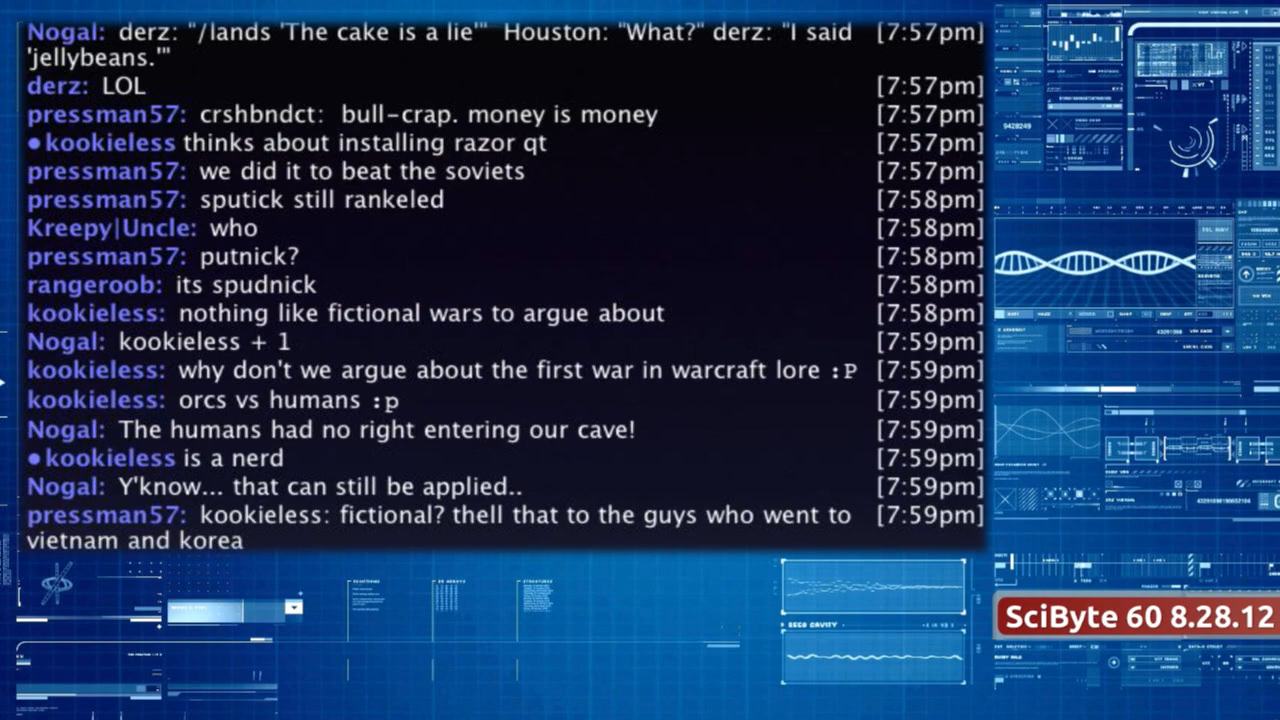 Nogal: derz: "/lands 'The cake is a lie'"  Houston: "What?" derz: "I said [7:57pm]
'jellybeans.'"
derz: LOL [7:57pm]
pressman57: crshbndct:  bull-crap. money is money [7:57pm]
•kookieless thinks about installing razor qt [7:57pm]
pressman57: we did it to beat the soviets [7:57pm]
pressman57: sputick still rankeled [7:58pm]
Kreepy|Uncle: who [7:58pm]
pressman57: putnick? [7:58pm]
rangeroob: its spudnick [7:58pm]
kookieless: nothing like fictional wars to argue about [7:58pm]
Nogal: kookieless + 1 [7:59pm]
kookieless: why don't we argue about the first war in warcraft lore :P [7:59pm]
kookieless: orcs vs humans :p [7:59pm]
Nogal: The humans had no right entering our cave! [7:59pm]
•kookieless is a nerd [7:59pm]
Nogal: Y'know... that can still be applied.. [7:59pm]
pressman57: kookieless: fictional? thell that to the guys who went to [7:59pm]
vietnam and korea
SciByte 60 8.28.12